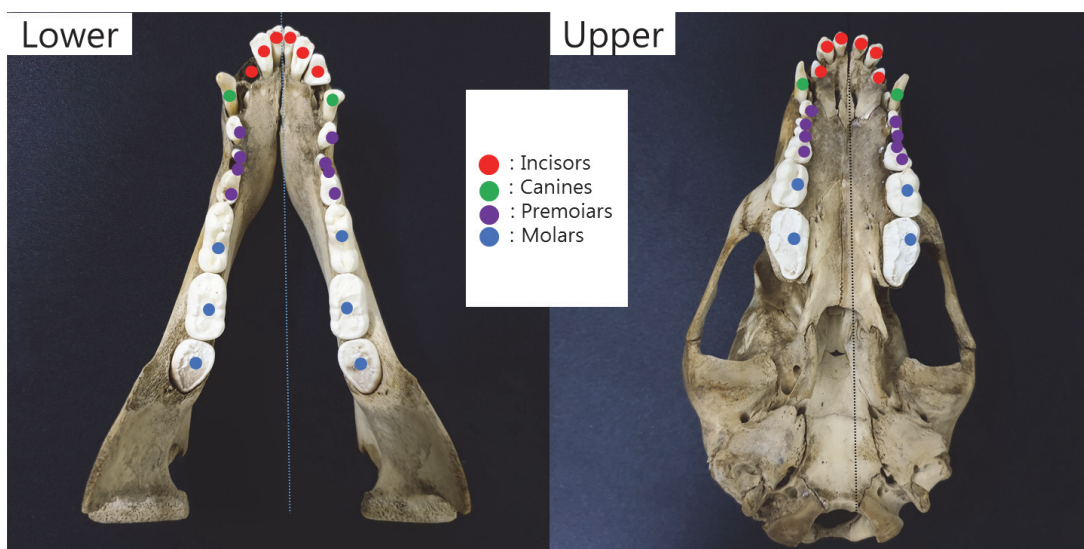 Lower
Upper
: Incisors
: Canines
: Premoiars
: Molars